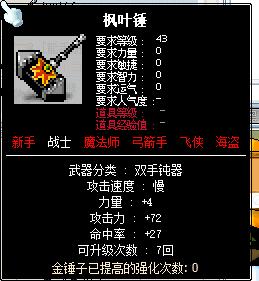 枫叶锤
要求等级： 43
要求力量： 0
要求敏捷： 0
要求智力： 0
要求运气： 0
要求人气度： -
道具等级： -
道具经验值： -
新手 战士 魔法师 弓箭手 飞侠 海盗
武器分类： 双手钝器
攻击速度： 慢
力量： +4
攻击力： +72
命中率： +27
可升级次数： 7回
金锤子已提高的强化次数: 0